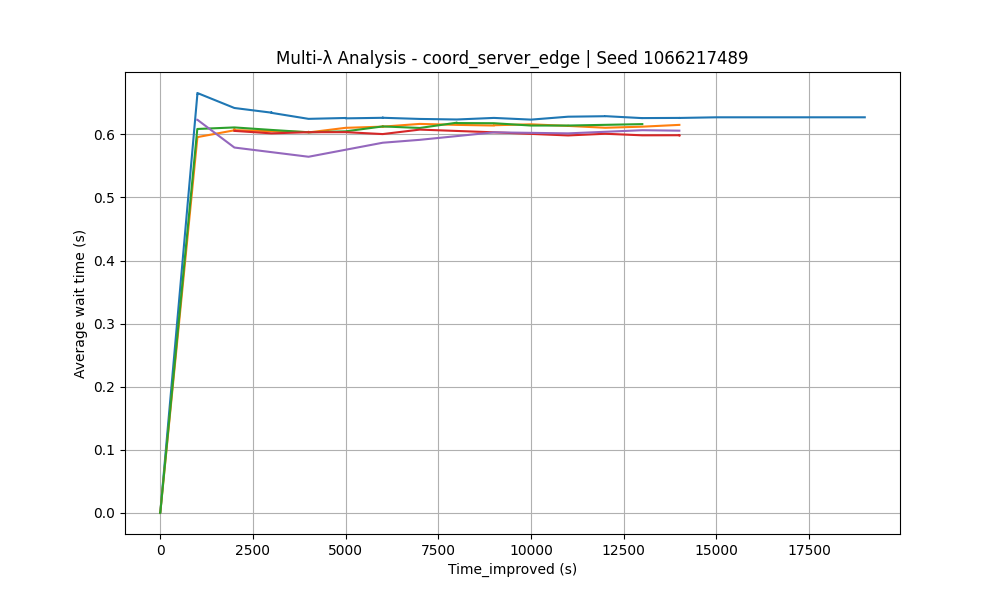 Multi-λ Analysis - coord_server_edge | Seed 1066217489
Average wait time (s)
0.6
0.5
0.4
0.3
0.2
0.1
0.0
0 2500 5000 7500 10000 12500 15000 17500
Time_improved (s)